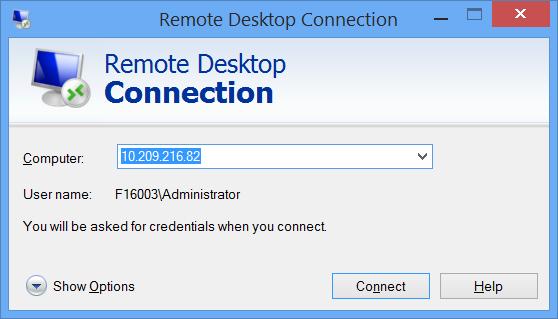 Remote Desktop Connection
Remote Desktop
Connection
Computer: 10.209.216.82
User name: F16003\Administrator
You will be asked for credentials when you connect.
Show Options Connect Help